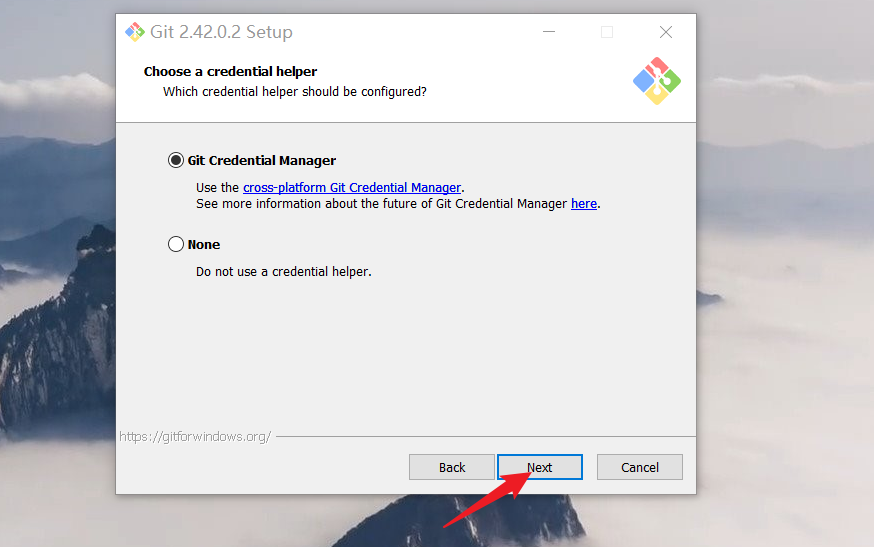 Git 2.42.0.2 Setup
Choose a credential helper
Which credential helper should be configured?
Git Credential Manager
Use the cross-platform Git Credential Manager.
See more information about the future of Git Credential Manager here.
None
Do not use a credential helper.
https://gitforwindows.org/
Back Next Cancel